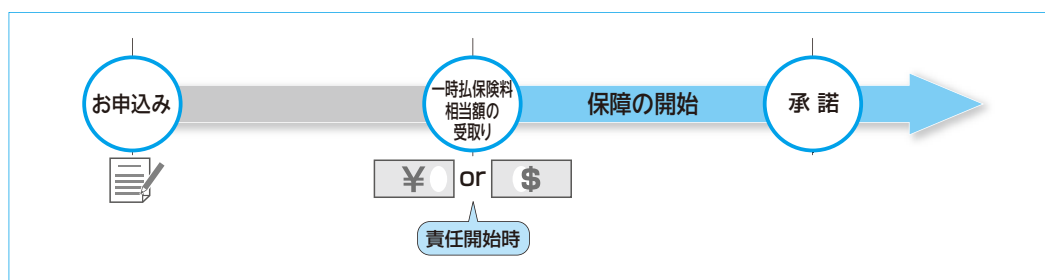 お申込み
一時払保険料
相当額の
受取り
保障の開始
承諾
¥ or $
責任開始時